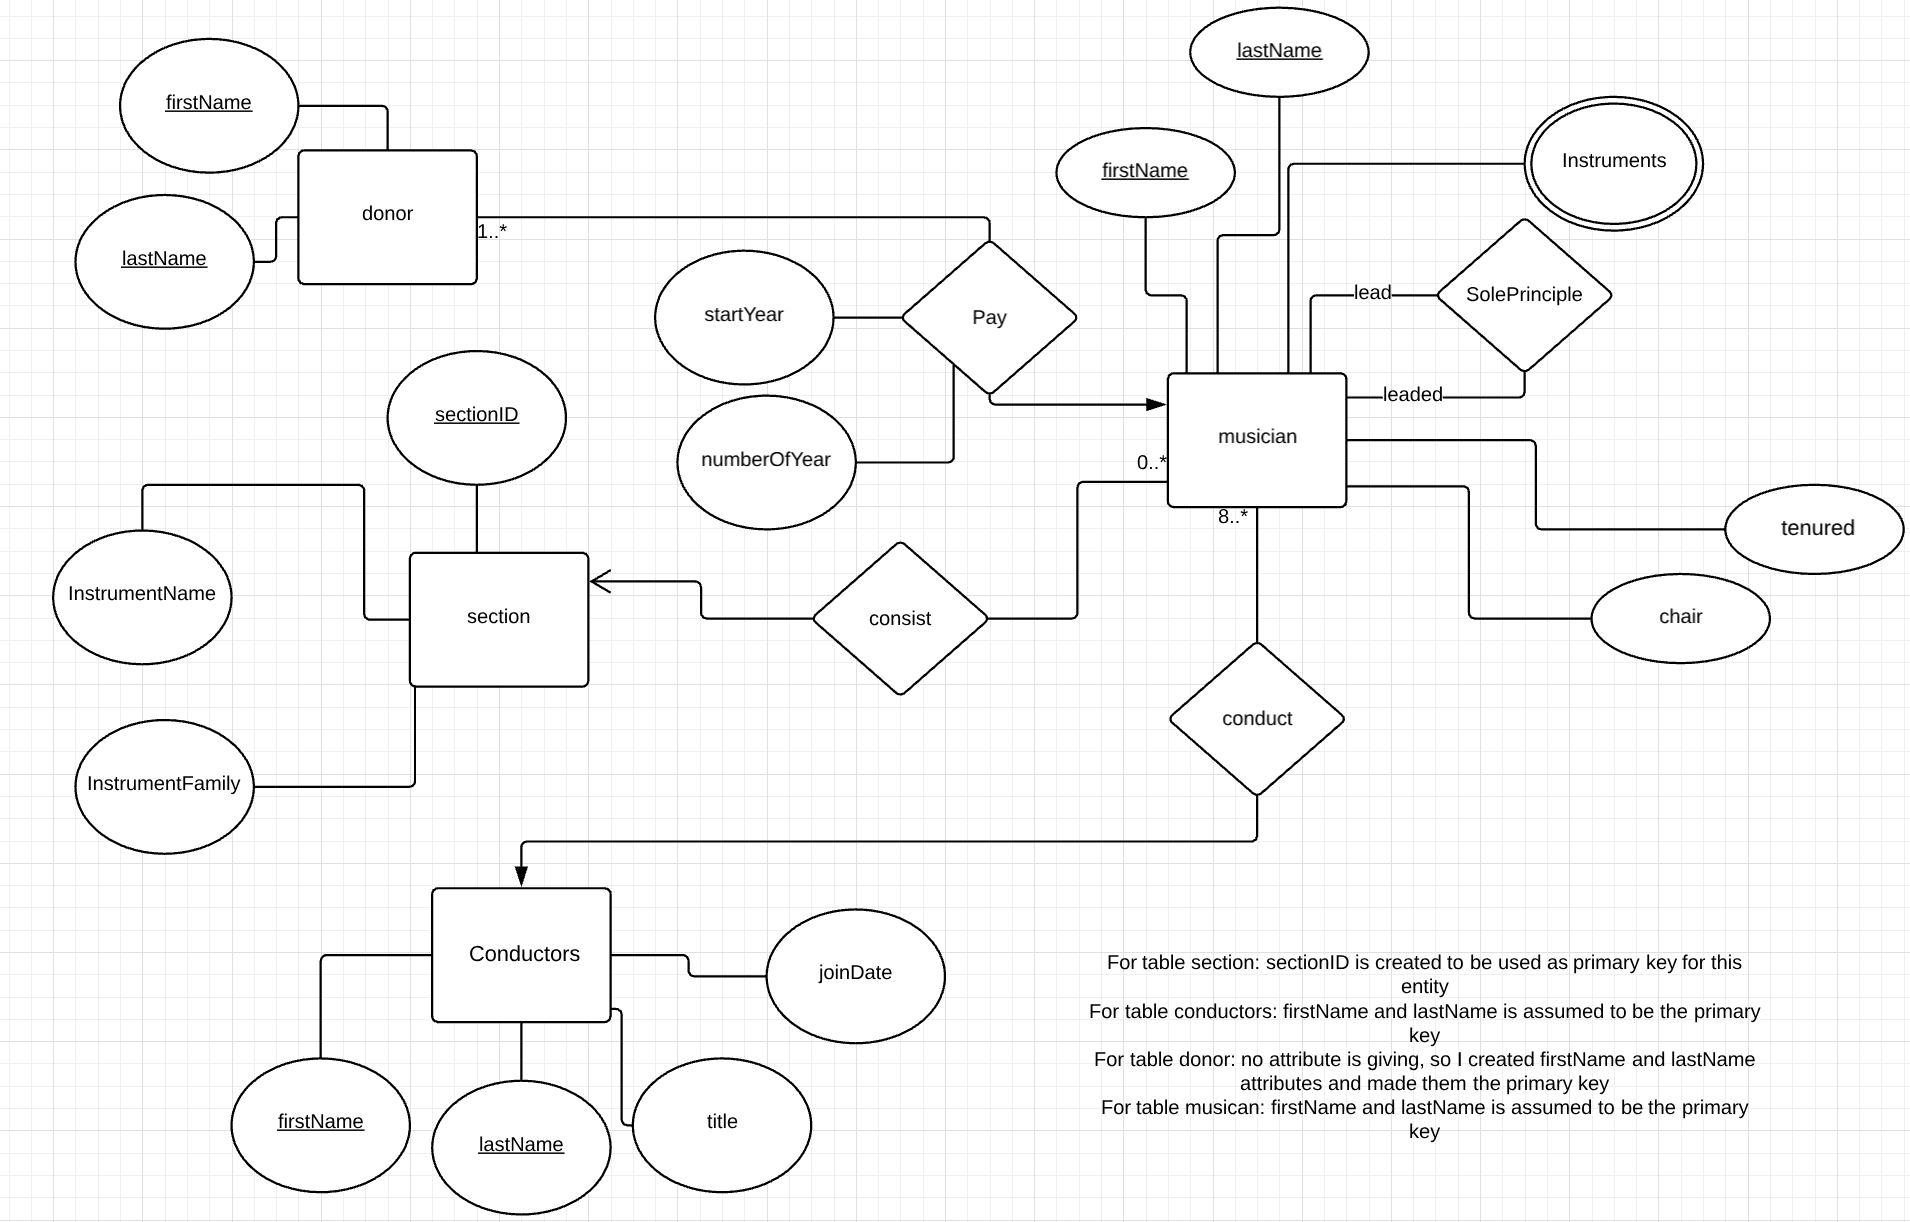 lastName
firstName
Instruments
firstName
donor
1..*
lastName
startYear
Pay
lead
SolePrinciple
leaded
sectionID
numberOfYear
musician
0..*
8..*
tenured
InstrumentName
section
consist
chair
conduct
InstrumentFamily
Conductors
joinDate
firstName
lastName
title
For table section: sectionID is created to be used as primary key for this
entity
For table conductors: firstName and lastName is assumed to be the primary
key
For table donor: no attribute is giving, so I created firstName and lastName
attributes and made them the primary key
For table musican: firstName and lastName is assumed to be the primary
key